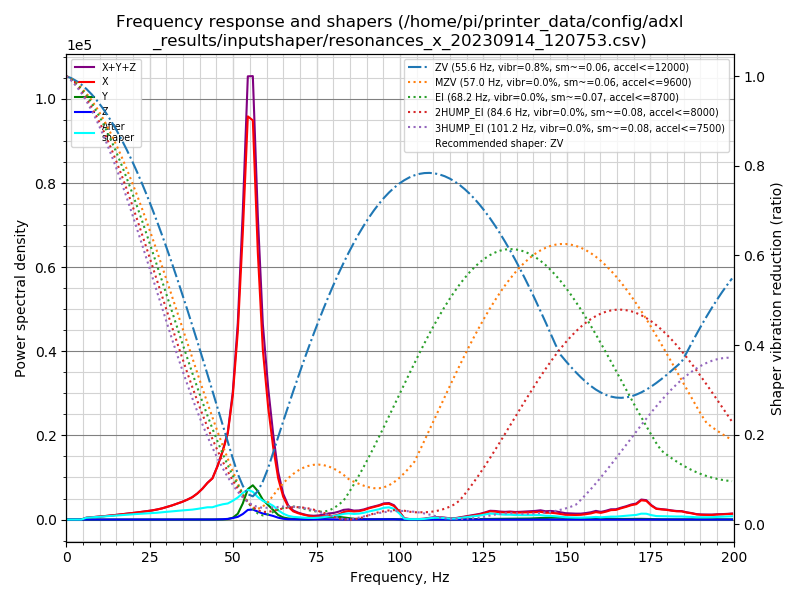 Frequency response and shapers (/home/pi/printer_data/config/adxl
_results/inputshaper/resonances_x_20230914_120753.csv)
1e5
X+Y+Z
X
Y
Z
After
shaper
ZV (55.6 Hz, vibr=0.8%, sm~=0.06, accel<=12000)
MZV (57.0 Hz, vibr=0.0%, sm~=0.06, accel<=9600)
EI (68.2 Hz, vibr=0.0%, sm~=0.07, accel<=8700)
2HUMP_EI (84.6 Hz, vibr=0.0%, sm~=0.08, accel<=8000)
3HUMP_EI (101.2 Hz, vibr=0.0%, sm~=0.08, accel<=7500)
Recommended shaper: ZV
Power spectral density
1.0
0.8
0.6
0.4
0.2
0.0
1.0
0.8
0.6
0.4
0.2
0.0
Shaper vibration reduction (ratio)
0 25 50 75 100 125 150 175 200
Frequency, Hz